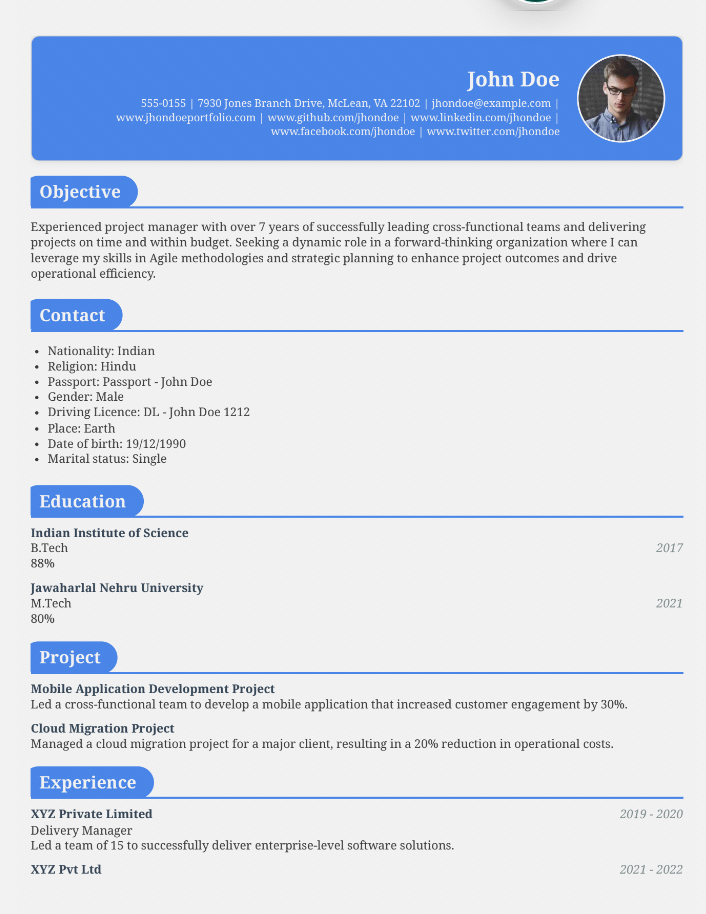 John Doe
555-0155 | 7930 Jones Branch Drive, McLean, VA 22102 | jhondoe@example.com |
www.jhondoeportfolio.com | www.github.com/jhondoe | www.linkedin.com/jhondoe |
www.facebook.com/jhondoe | www.twitter.com/jhondoe
Objective
Experienced project manager with over 7 years of successfully leading cross-functional teams and delivering
projects on time and within budget. Seeking a dynamic role in a forward-thinking organization where I can
leverage my skills in Agile methodologies and strategic planning to enhance project outcomes and drive
operational efficiency.
Contact
• Nationality: Indian
• Religion: Hindu
• Passport: Passport - John Doe
• Gender: Male
• Driving Licence: DL - John Doe 1212
• Place: Earth
• Date of birth: 19/12/1990
• Marital status: Single
Education
Indian Institute of Science
B.Tech 2017
88%
Jawaharlal Nehru University
M.Tech 2021
80%
Project
Mobile Application Development Project
Led a cross-functional team to develop a mobile application that increased customer engagement by 30%.
Cloud Migration Project
Managed a cloud migration project for a major client, resulting in a 20% reduction in operational costs.
Experience
XYZ Private Limited 2019 - 2020
Delivery Manager
Led a team of 15 to successfully deliver enterprise-level software solutions.
XYZ Pvt Ltd 2021 - 2022